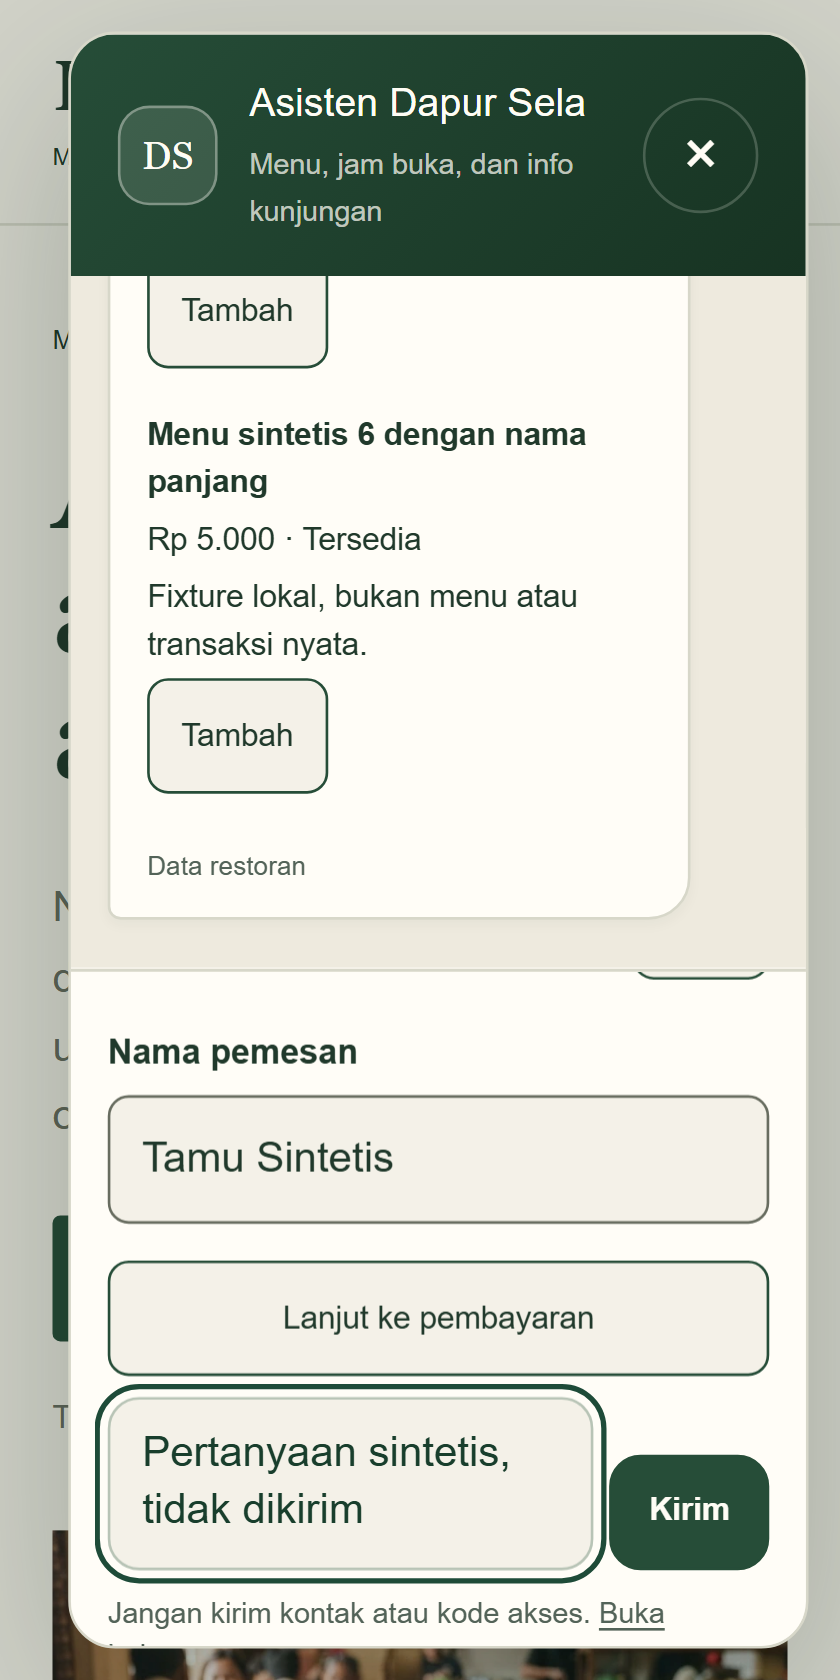 DS
Asisten Dapur Sela
Menu, jam buka, dan info
kunjungan
×
Tambah
Menu sintetis 6 dengan nama
panjang
Rp 5.000 · Tersedia
Fixture lokal, bukan menu atau
transaksi nyata.
Tambah
Data restoran
Nama pemesan
Tamu Sintetis
Lanjut ke pembayaran
Pertanyaan sintetis,
tidak dikirim
Kirim
Jangan kirim kontak atau kode akses. Buka